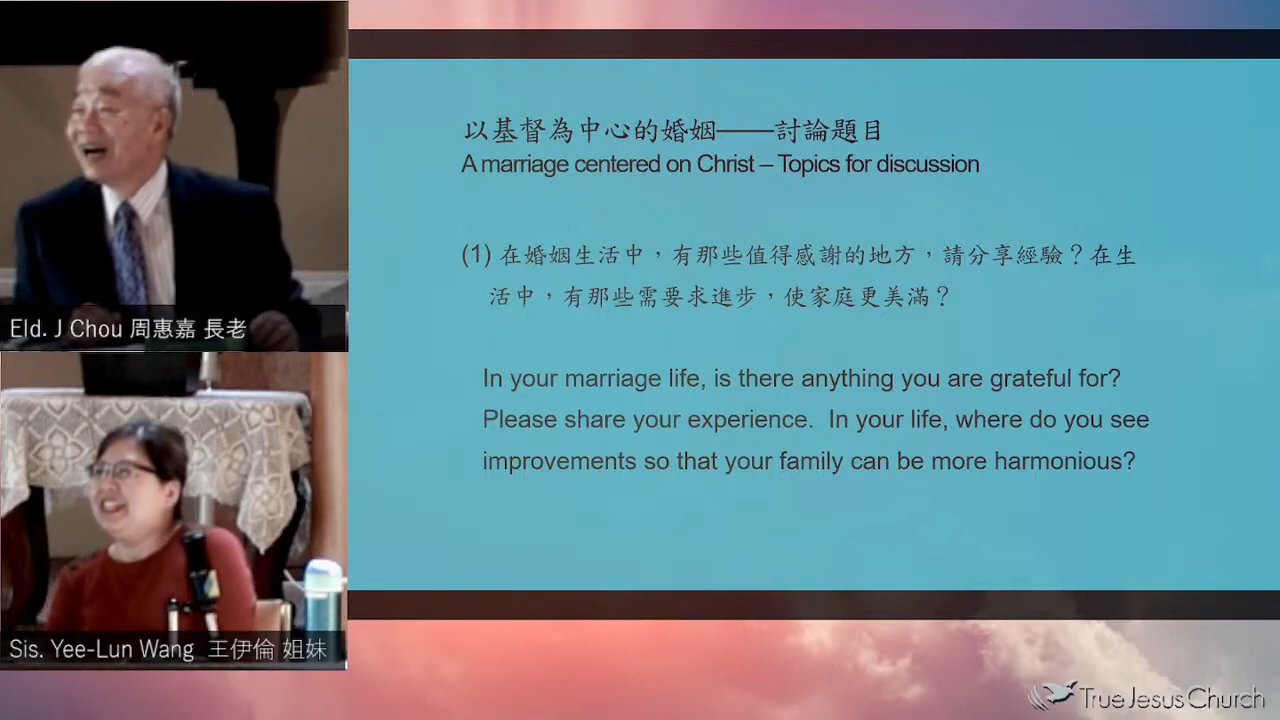 以基督為中心的婚姻——討論題目
A marriage centered on Christ – Topics for discussion
(1) 在婚姻生活中，有那些值得感謝的地方，請分享經驗？在生
活中，有那些需要求進步，使家庭更美滿？
In your marriage life, is there anything you are grateful for?
Please share your experience. In your life, where do you see
improvements so that your family can be more harmonious?
Eld. J Chou 周惠嘉 長老
Sis. Yee-Lun Wang 王伊倫 姐妹
True Jesus Church